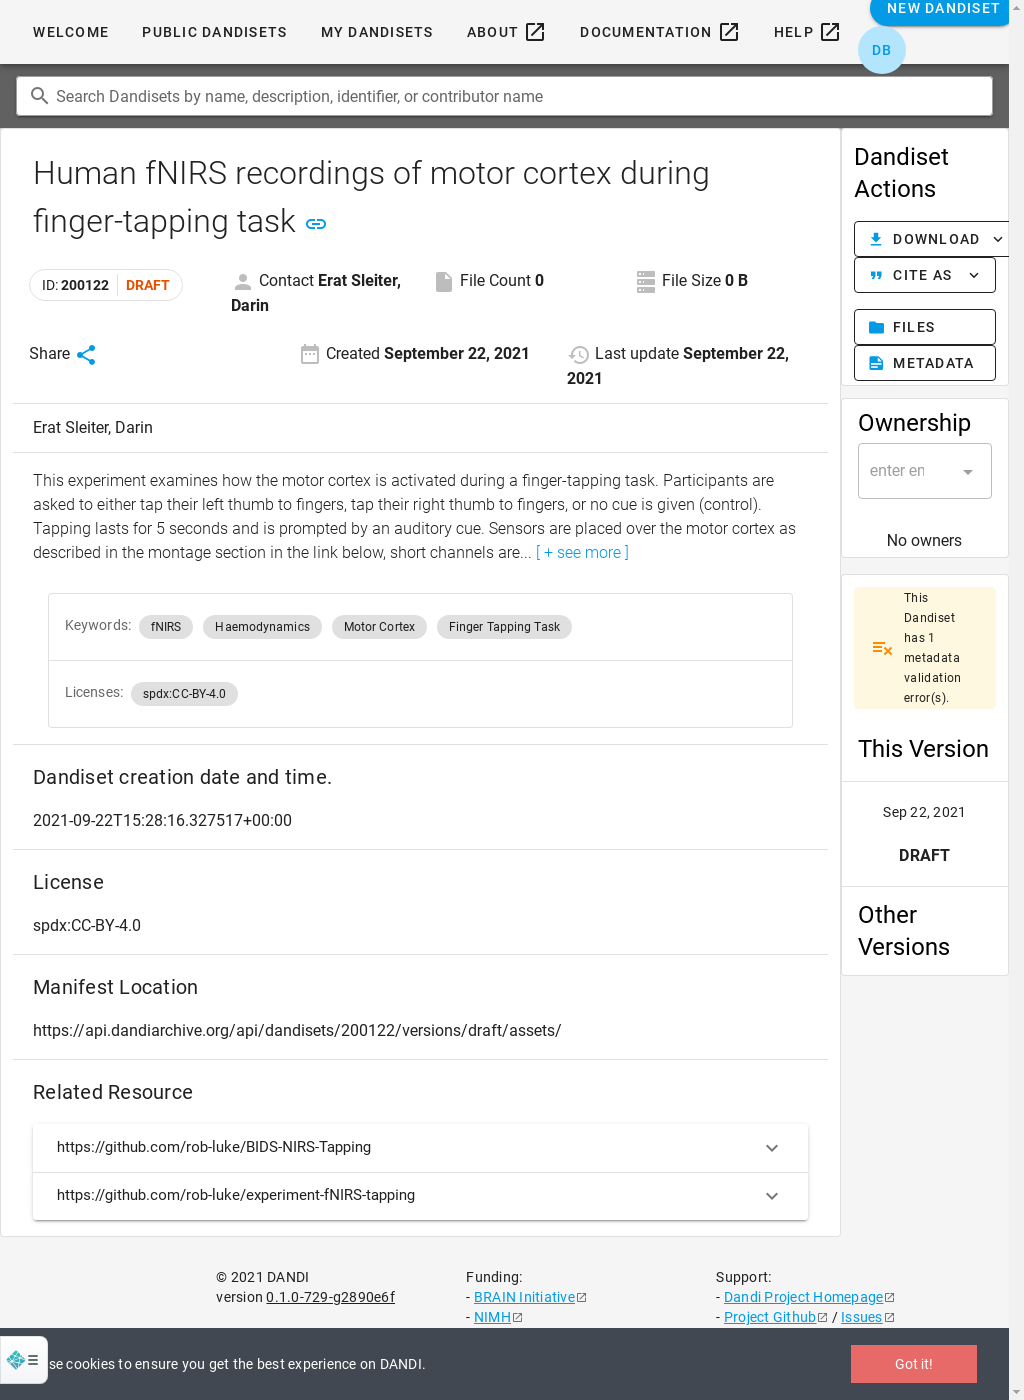 WELCOME PUBLIC DANDISETS MY DANDISETS ABOUT DOCUMENTATION HELP NEW DANDISET
DB
Search Dandisets by name, description, identifier, or contributor name
Human fNIRS recordings of motor cortex during
finger-tapping task
ID: 200122 DRAFT
Contact Erat Sleiter,
Darin
File Count 0
File Size 0 B
Share
Created September 22, 2021
Last update September 22,
2021
Erat Sleiter, Darin
This experiment examines how the motor cortex is activated during a finger-tapping task. Participants are
asked to either tap their left thumb to fingers, tap their right thumb to fingers, or no cue is given (control).
Tapping lasts for 5 seconds and is prompted by an auditory cue. Sensors are placed over the motor cortex as
described in the montage section in the link below, short channels are... [ + see more ]
Keywords: fNIRS Haemodynamics Motor Cortex Finger Tapping Task
Licenses: spdx:CC-BY-4.0
Dandiset creation date and time.
2021-09-22T15:28:16.327517+00:00
License
spdx:CC-BY-4.0
Manifest Location
https://api.dandiarchive.org/api/dandisets/200122/versions/draft/assets/
Related Resource
https://github.com/rob-luke/BIDS-NIRS-Tapping
https://github.com/rob-luke/experiment-fNIRS-tapping
Dandiset
Actions
DOWNLOAD
CITE AS
FILES
METADATA
Ownership
enter en
No owners
This
Dandiset
has 1
metadata
validation
error(s).
This Version
Sep 22, 2021
DRAFT
Other
Versions
© 2021 DANDI
version 0.1.0-729-g2890e6f
Funding:
- BRAIN Initiative
- NIMH
Support:
- Dandi Project Homepage
- Project Github / Issues
se cookies to ensure you get the best experience on DANDI.
Got it!